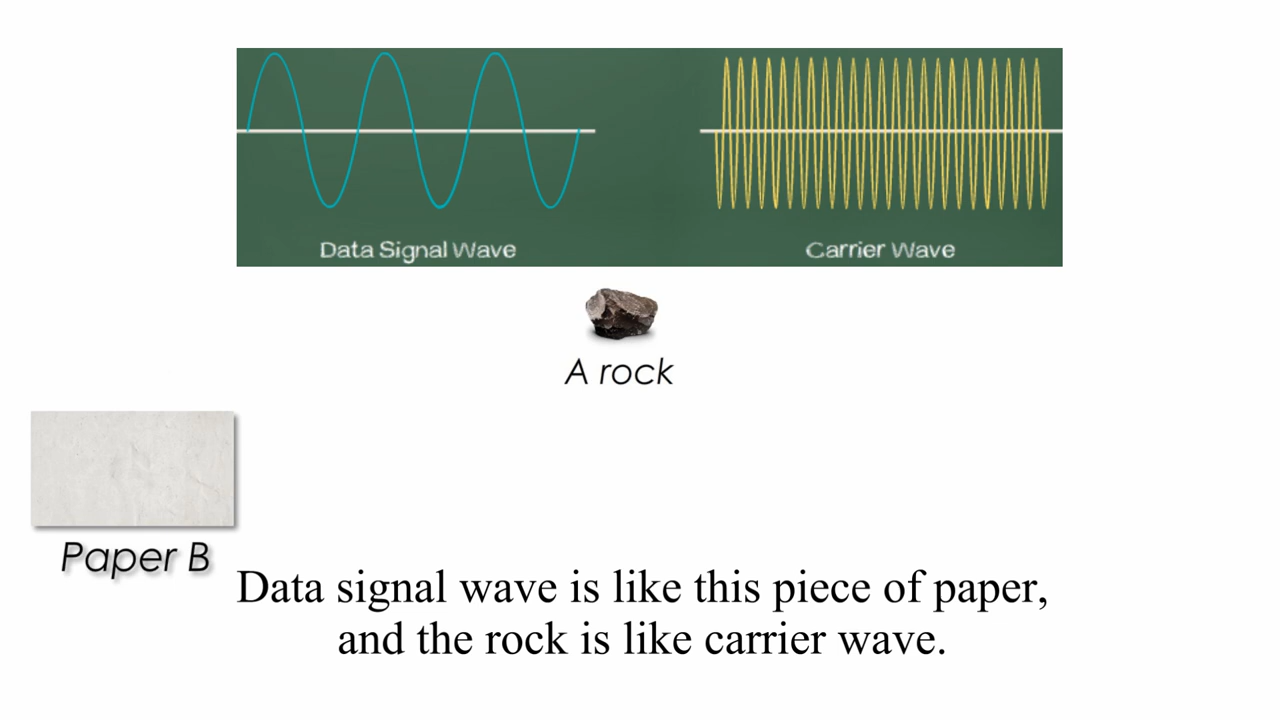 Data Signal Wave
Carrier Wave
A rock
Paper B
Data signal wave is like this piece of paper,
and the rock is like carrier wave.